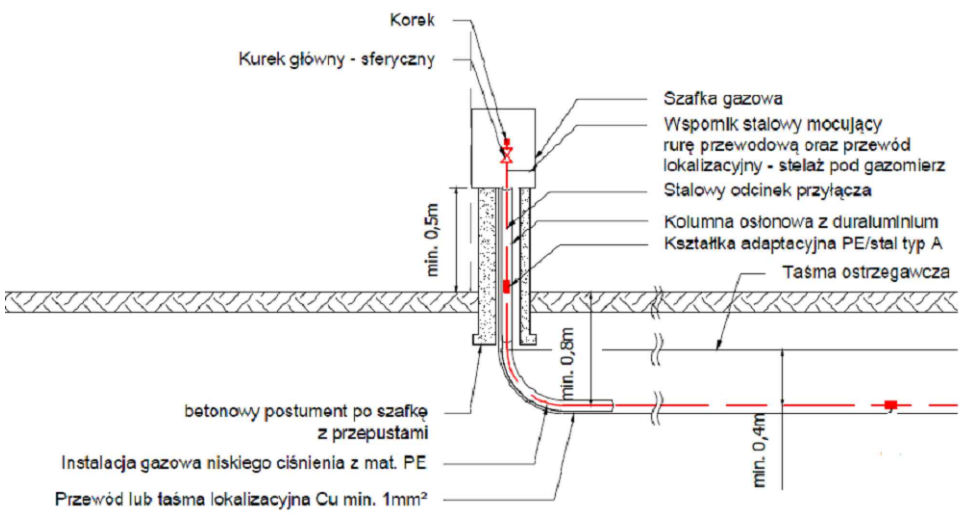 Korek
Kurek główny - sferyczny
Szafka gazowa
Wspornik stalowy mocujący
rurę przewodową oraz przewód
lokalizacyjny - stelaż pod gazomierz
Stalowy odcinek przyłącza
Kolumna osłonowa z duraluminium
Kształtka adaptacyjna PE/stal typ A
Taśma ostrzegawcza
min. 0,5m
min. 0,8m
min. 0,4m
betonowy postument po szafkę
z przepustami
Instalacja gazowa niskiego ciśnienia z mat. PE
Przewód lub taśma lokalizacyjna Cu min. 1mm²